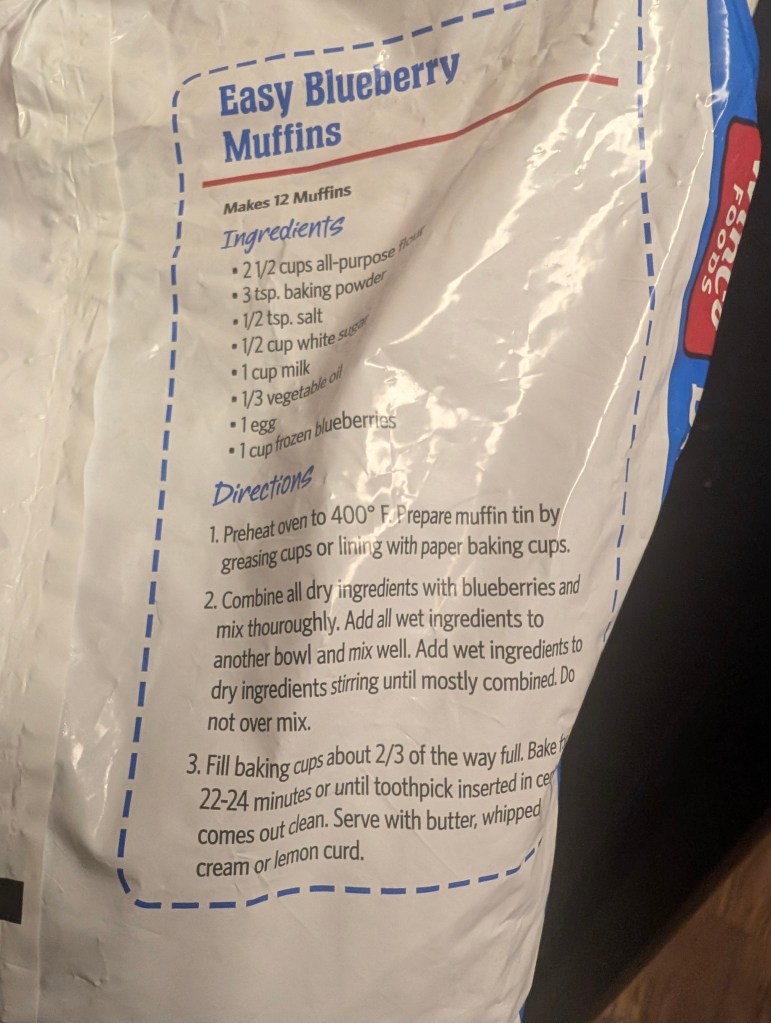 Easy Blueberry
Muffins
Makes 12 Muffins
Ingredients
• 2 1/2 cups all-purpose flour
• 3 tsp. baking powder
• 1/2 tsp. salt
• 1/2 cup white sugar
• 1 cup milk
• 1/3 vegetable oil
• 1 egg
• 1 cup frozen blueberries
Directions
1. Preheat oven to 400° F. Prepare muffin tin by
greasing cups or lining with paper baking cups.
2. Combine all dry ingredients with blueberries and
mix thouroughly. Add all wet ingredients to
another bowl and mix well. Add wet ingredients to
dry ingredients stirring until mostly combined. Do
not over mix.
3. Fill baking cups about 2/3 of the way full. Bake
22-24 minutes or until toothpick inserted in
comes out clean. Serve with butter, whipped
cream or lemon curd.
WinCo
FOODS